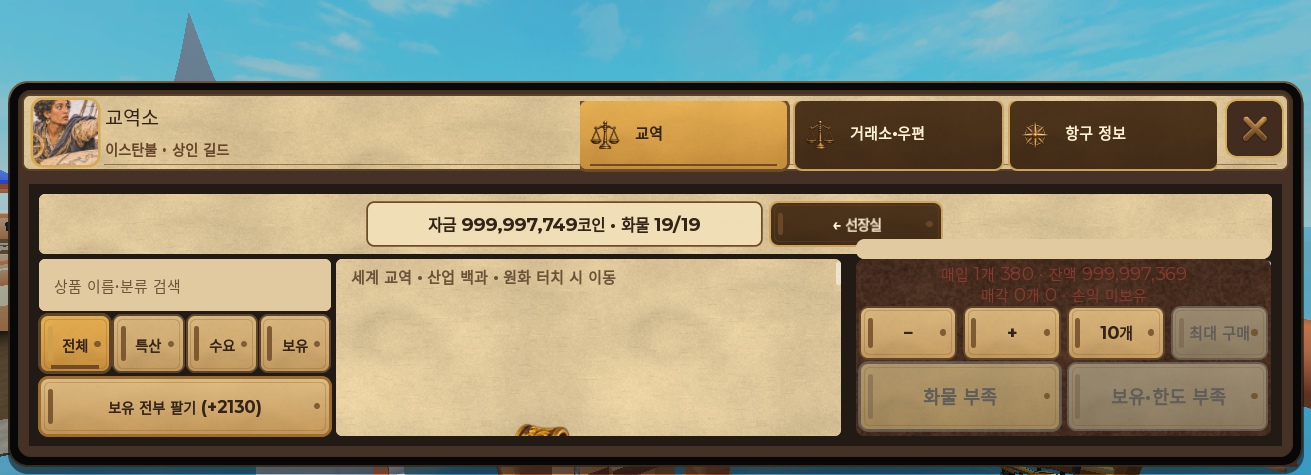 교역소
이스탄불 • 상인 길드
교역
거래소•우편
항구 정보
자금 999,997,749코인 • 화물 19/19
← 선장실
상품 이름·분류 검색
전체
특산
수요
보유
보유 전부 팔기 (+2130)
세계 교역 • 산업 백과 • 원화 터치 시 이동
매입 1개 380 · 잔액 999,997,369
매각 0개 0 · 손익 미보유
−
+
10개
최대 구매
화물 부족
보유·한도 부족